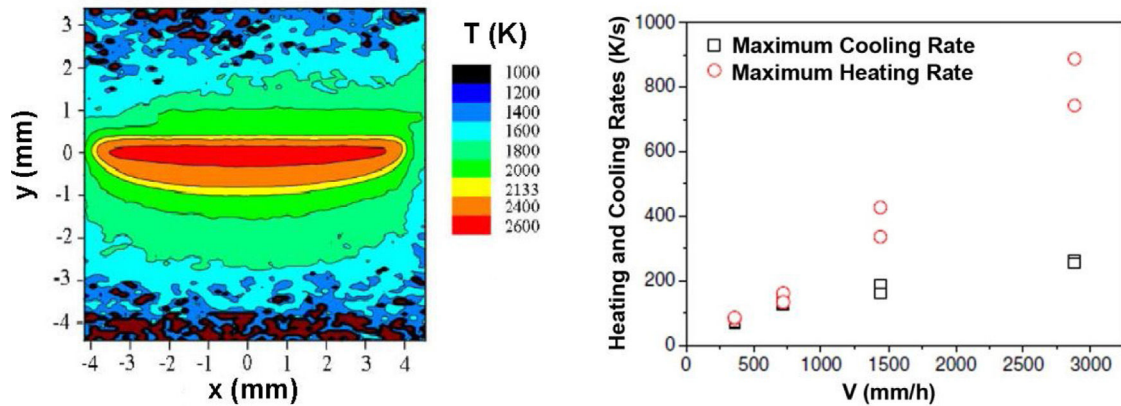 T (K)
1000
1200
1400
1600
1800
2000
2133
2400
2600
y (mm)
3
2
1
0
-1
-2
-3
-4
-4 -3 -2 -1 0 1 2 3 4
x (mm)
Heating and Cooling Rates (K/s)
1000
800
600
400
200
0
Maximum Cooling Rate
Maximum Heating Rate
0 500 1000 1500 2000 2500 3000
V (mm/h)